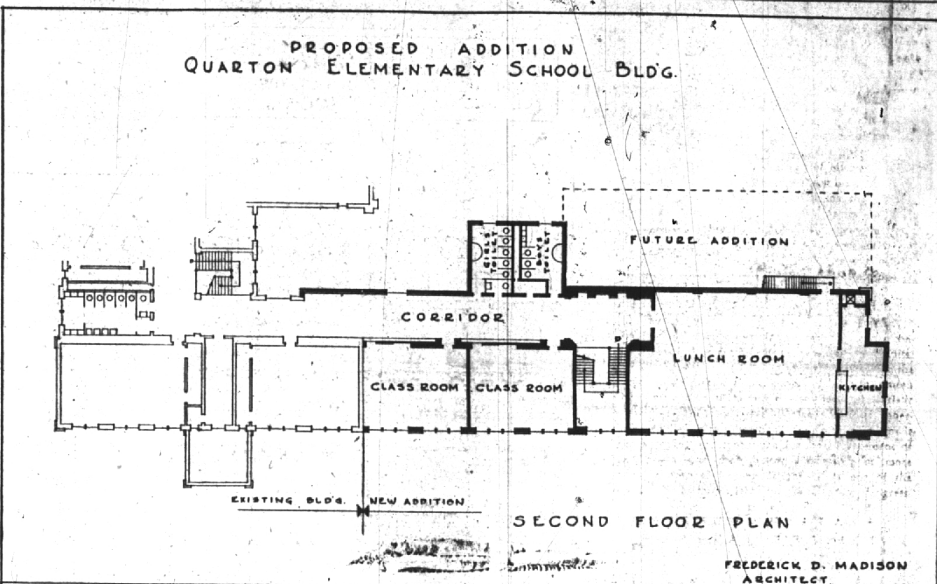 PROPOSED ADDITION
QUARTON ELEMENTARY SCHOOL BLD'G.
GIRLS TOILET
BOYS TOILET
FUTURE ADDITION
CORRIDOR
LUNCH ROOM
CLASS ROOM
CLASS ROOM
KITCHEN
EXISTING BLD'G.
NEW ADDITION
SECOND FLOOR PLAN
FREDERICK D. MADISON
ARCHITECT.